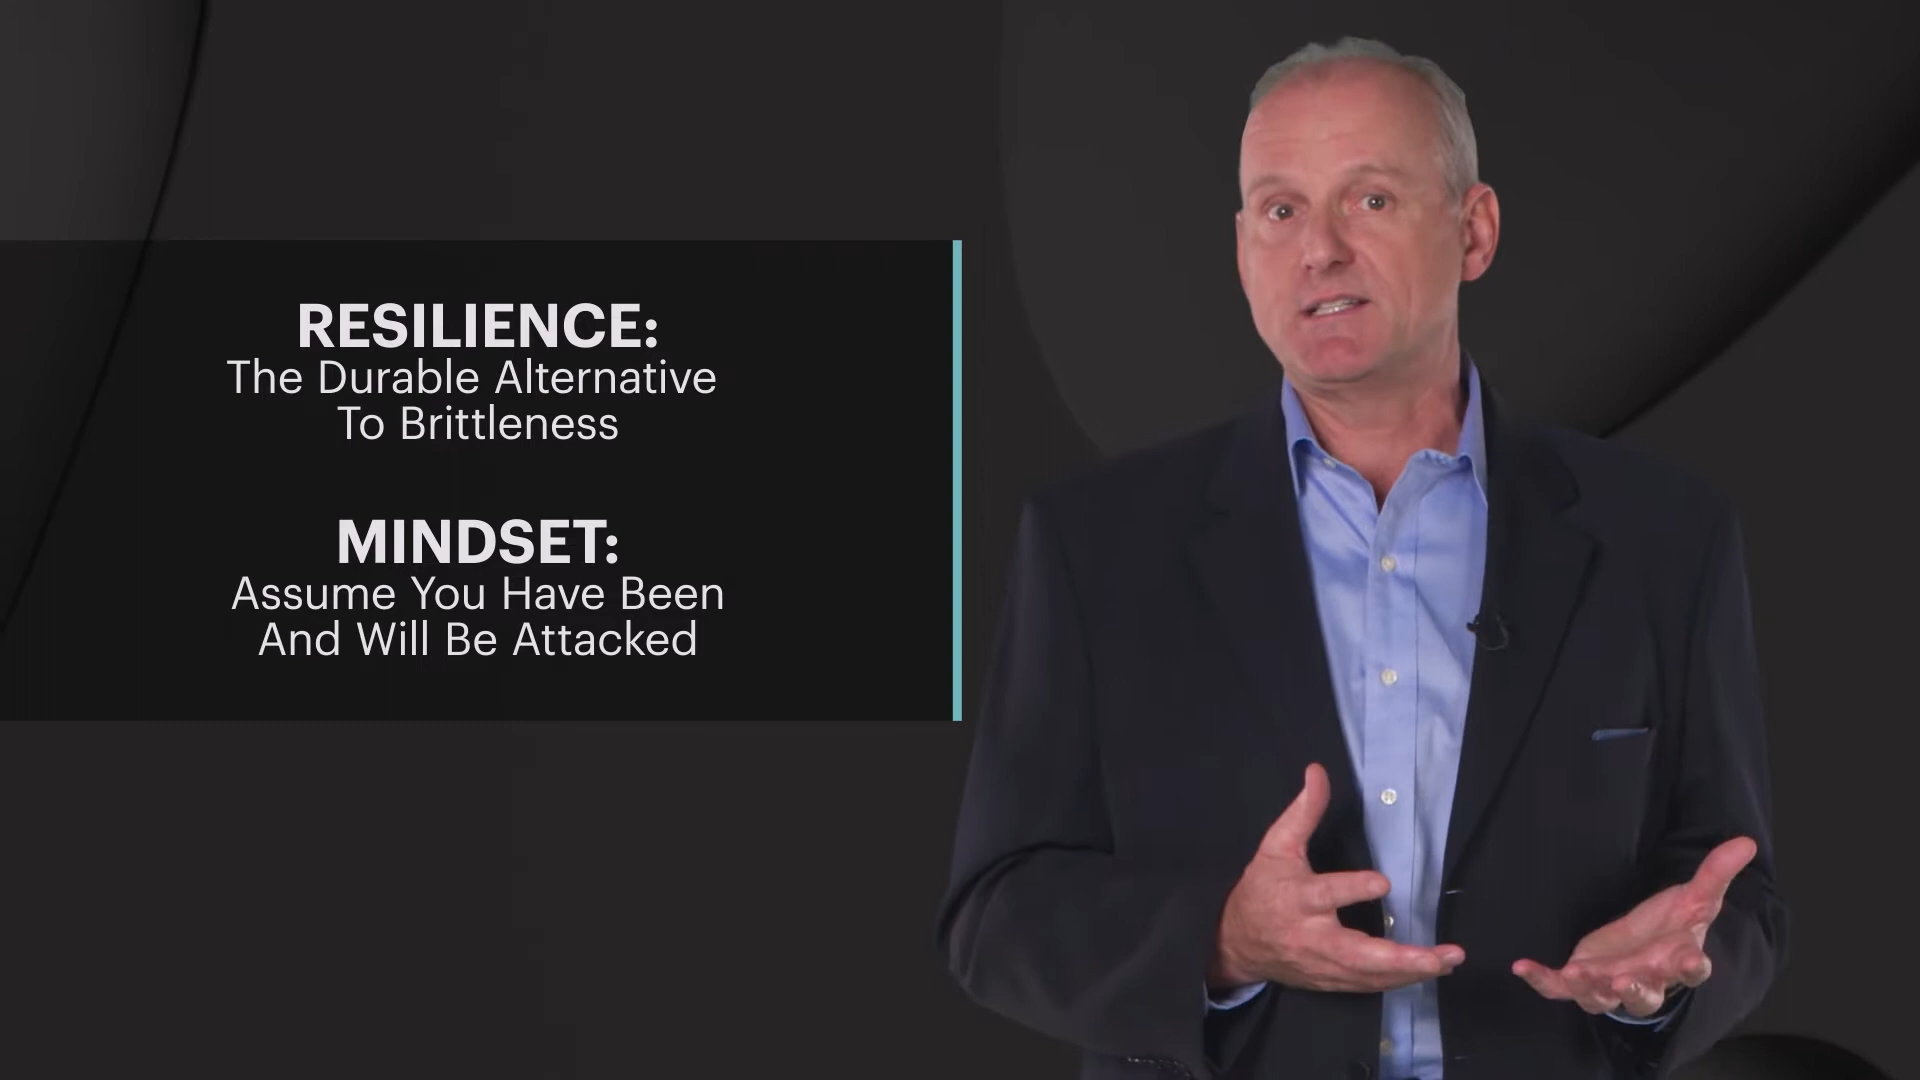 RESILIENCE:
The Durable Alternative
To Brittleness
MINDSET:
Assume You Have Been
And Will Be Attacked